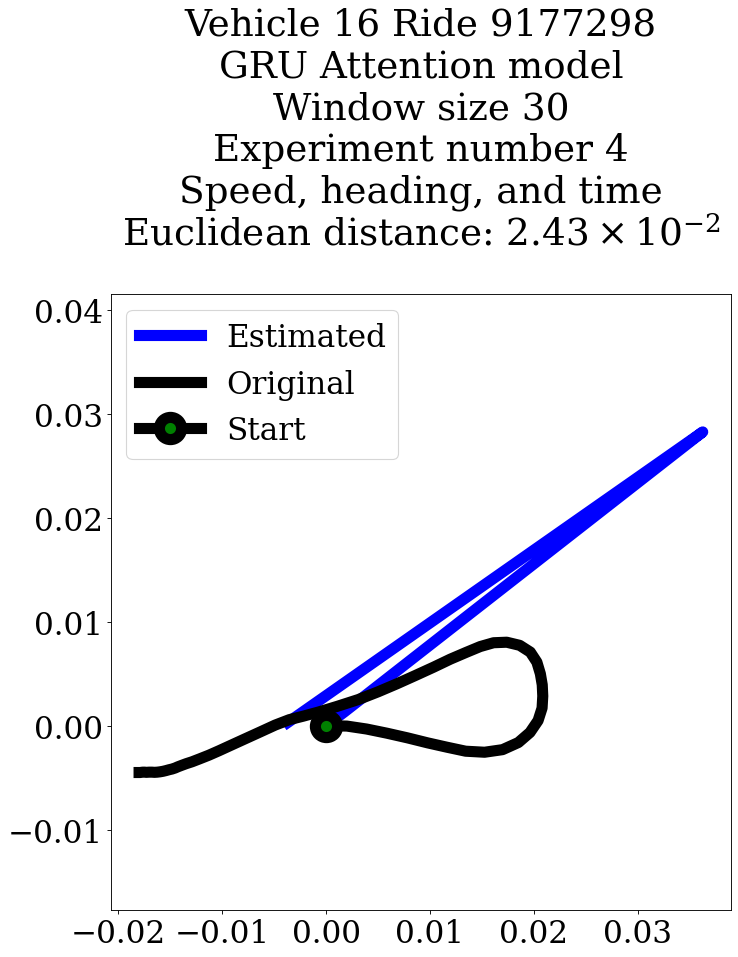 Vehicle 16 Ride 9177298
GRU Attention model
Window size 30
Experiment number 4
Speed, heading, and time
Euclidean distance: 2.43 × 10⁻²
0.04
Estimated
Original
0.03
Start
0.02
0.01
0.00
−0.01
−0.02 −0.01 0.00 0.01 0.02 0.03